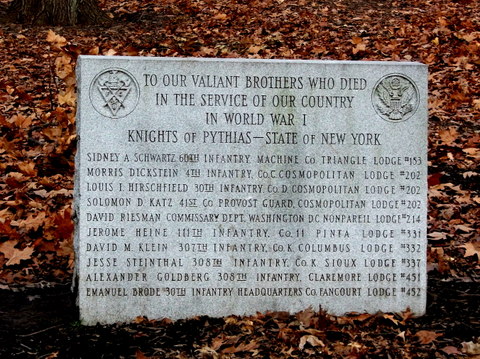 TO OUR VALIANT BROTHERS WHO DIED
IN THE SERVICE OF OUR COUNTRY
IN WORLD WAR I
KNIGHTS OF PYTHIAS—STATE OF NEW YORK
SIDNEY A SCHWARTZ 60TH INFANTRY MACHINE Co. TRIANGLE LODGE #153
MORRIS DICKSTEIN 4TH INFANTRY, Co. C. COSMOPOLITAN LODGE #202
LOUIS I. HIRSCHFIELD 30TH INFANTRY Co. D. COSMOPOLITAN LODGE #202
SOLOMON D. KATZ 41ST Co. PROVOST GUARD, COSMOPOLITAN LODGE #202
DAVID RIESMAN COMMISSARY DEPT. WASHINGTON D.C. NONPAREIL LODGE #214
JEROME HEINE 111TH INFANTRY, Co. 11 PINTA LODGE #331
DAVID M. KLEIN 307TH INFANTRY, Co. K COLUMBUS LODGE #332
JESSE STEINTHAL 308TH INFANTRY, Co. K SIOUX LODGE #337
ALEXANDER GOLDBERG 308TH INFANTRY, CLAREMORE LODGE #451
EMANUEL BRODE 30TH INFANTRY HEADQUARTERS Co. FANCOURT LODGE #452